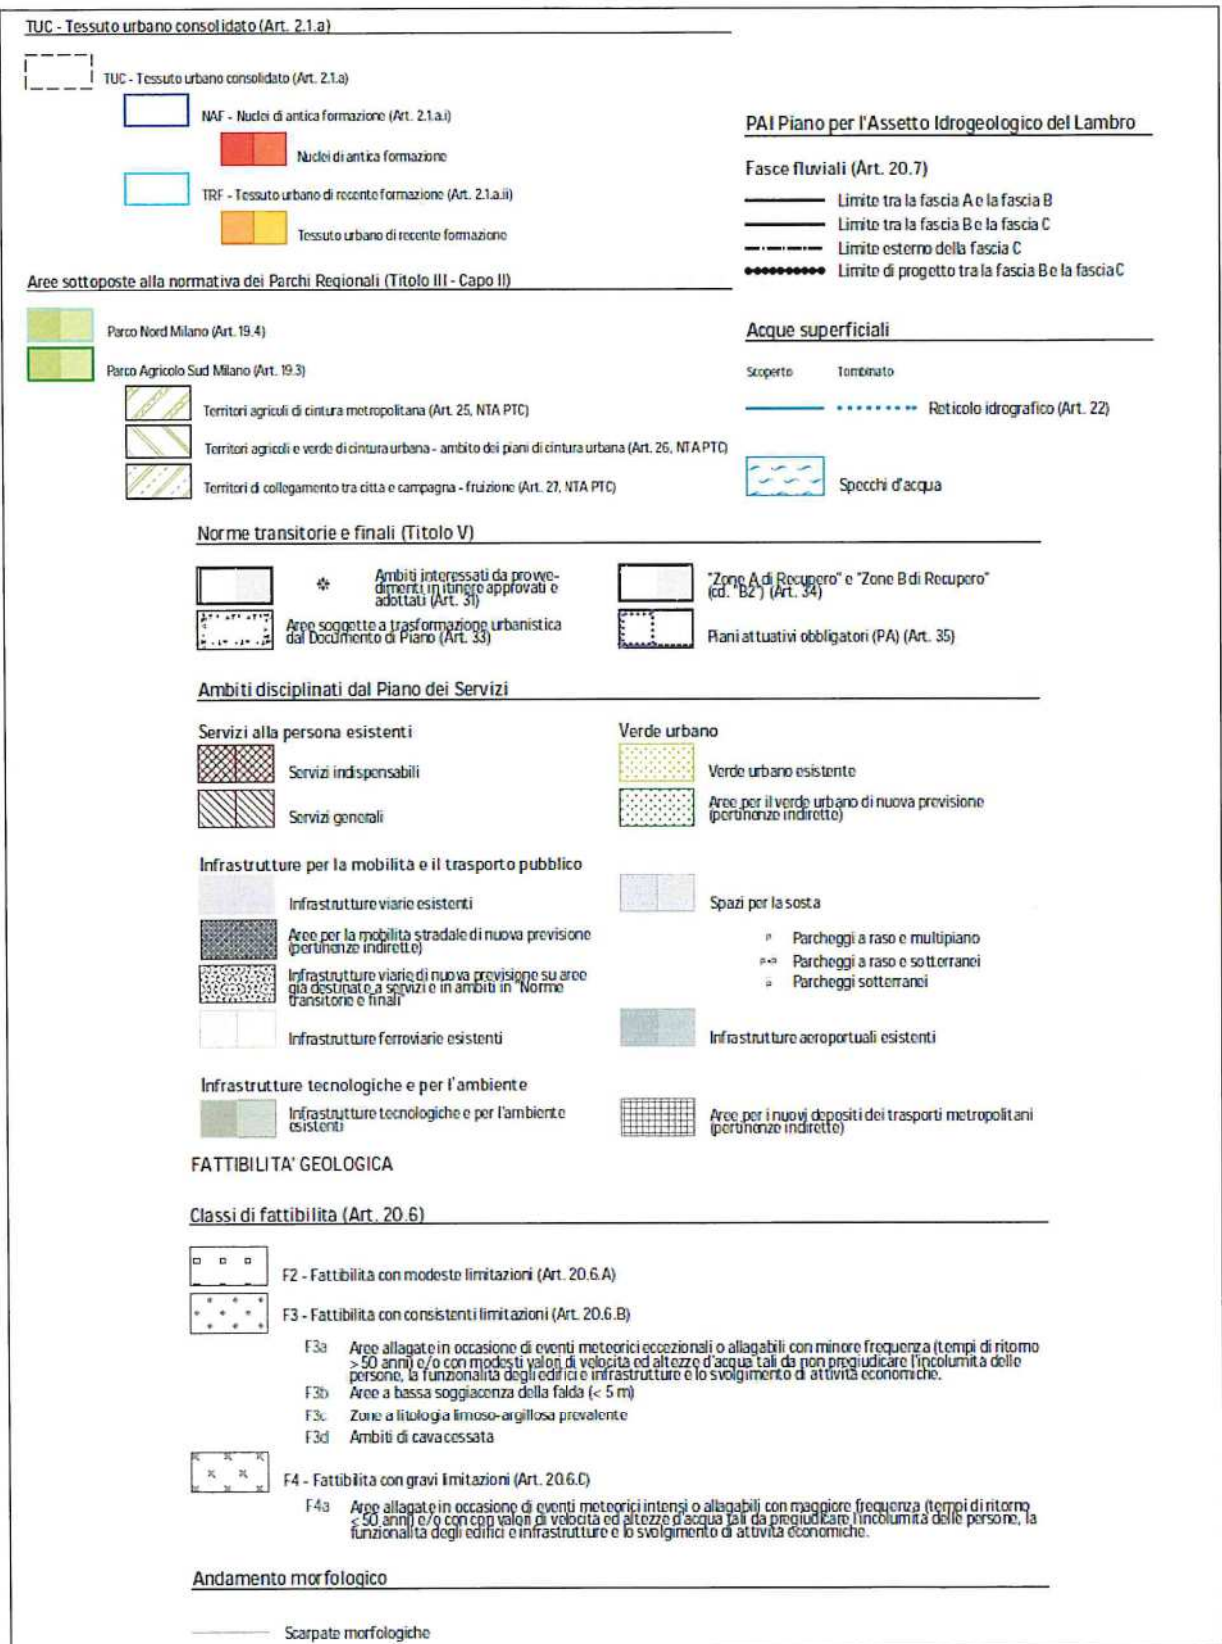 TUC - Tessuto urbano consolidato (Art. 2.1.a)
TUC - Tessuto urbano consolidato (Art. 2.1.a)
NAF - Nuclei di antica formazione (Art. 2.1.a.i)
Nuclei di antica formazione
TRF - Tessuto urbano di recente formazione (Art. 2.1.a.ii)
Tessuto urbano di recente formazione
Aree sottoposte alla normativa dei Parchi Regionali (Titolo III - Capo II)
Parco Nord Milano (Art. 19.4)
Parco Agricolo Sud Milano (Art. 19.3)
Territori agricoli di cintura metropolitana (Art. 25, NTA PTC)
Territori agricoli e verde di cintura urbana - ambito dei piani di cintura urbana (Art. 26, NTA PTC)
Territori di collegamento tra citta e campagna - fruizione (Art. 27, NTA PTC)
PAI Piano per l'Assetto Idrogeologico del Lambro
Fasce fluviali (Art. 20.7)
Limite tra la fascia A e la fascia B
Limite tra la fascia B e la fascia C
Limite esterno della fascia C
Limite di progetto tra la fascia B e la fascia C
Acque superficiali
Scoperto Tombinato
Reticolo idrografico (Art. 22)
Specchi d'acqua
Norme transitorie e finali (Titolo V)
Ambiti interessati da provve-
dimenti in itinere approvati e
adottati (Art. 31)
Aree soggette a trasformazione urbanistica
dal Documento di Piano (Art. 33)
"Zone A di Recupero" e "Zone B di Recupero"
(cd. "B2") (Art. 34)
Piani attuativi obbligatori (PA) (Art. 35)
Ambiti disciplinati dal Piano dei Servizi
Servizi alla persona esistenti
Servizi indispensabili
Servizi generali
Verde urbano
Verde urbano esistente
Aree per il verde urbano di nuova previsione
(pertinenze indirette)
Infrastrutture per la mobilita e il trasporto pubblico
Infrastrutture viarie esistenti
Aree per la mobilita stradale di nuova previsione
(pertinenze indirette)
Infrastrutture viarie di nuova previsione su aree
già destinate a servizi e in ambiti in "Norme
transitorie e finali"
Infrastrutture ferroviarie esistenti
Spazi per la sosta
P Parcheggi a raso e multipiano
Parcheggi a raso e sotterranei
Parcheggi sotterranei
Infrastrutture aeroportuali esistenti
Infrastrutture tecnologiche e per l'ambiente
Infrastrutture tecnologiche e per l'ambiente
esistenti
Aree per i nuovi depositi dei trasporti metropolitani
(pertinenze indirette)
FATTIBILITA' GEOLOGICA
Classi di fattibilita (Art. 20.6)
F2 - Fattibilita con modeste limitazioni (Art. 20.6.A)
F3 - Fattibilita con consistenti limitazioni (Art. 20.6.B)
F3a Aree allagate in occasione di eventi meteorici eccezionali o allagabili con minore frequenza (tempi di ritorno
> 50 anni) e/o con modesti valori di velocita ed altezze d'acqua tali da non pregiudicare l'incolumita delle
persone, la funzionalita degli edifici e infrastrutture e lo svolgimento di attività economiche.
F3b Aree a bassa soggiacenza della falda (< 5 m)
F3c Zone a litologia limoso-argillosa prevalente
F3d Ambiti di cava cessata
F4 - Fattibilita con gravi limitazioni (Art. 20.6.C)
F4a Aree allagate in occasione di eventi meteorici intensi o allagabili con maggiore frequenza (tempi di ritorno
< 50 anni) e/o con con valori di velocita ed altezze d'acqua tali da pregiudicare l'incolumita delle persone, la
funzionalita degli edifici e infrastrutture e lo svolgimento di attività economiche.
Andamento morfologico
Scarpate morfologiche